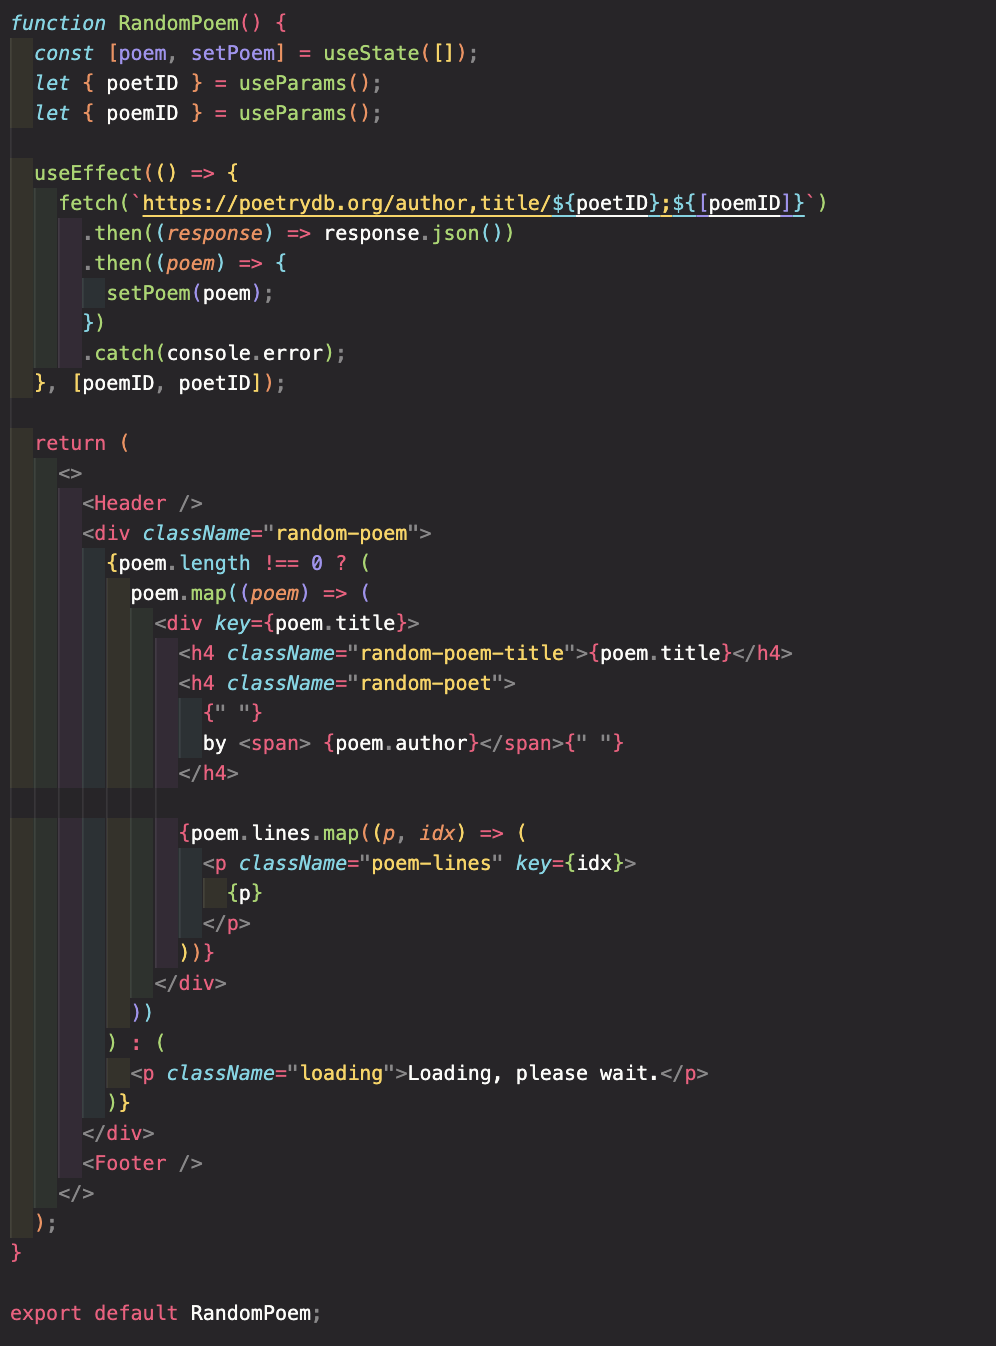 function RandomPoem() {
  const [poem, setPoem] = useState([]);
  let { poetID } = useParams();
  let { poemID } = useParams();

  useEffect(() => {
    fetch(`https://poetrydb.org/author,title/${poetID};${[poemID]}`)
      .then((response) => response.json())
      .then((poem) => {
        setPoem(poem);
      })
      .catch(console.error);
  }, [poemID, poetID]);

  return (
    <>
      <Header />
      <div className="random-poem">
        {poem.length !== 0 ? (
          poem.map((poem) => (
            <div key={poem.title}>
              <h4 className="random-poem-title">{poem.title}</h4>
              <h4 className="random-poet">
                {" "}
                by <span> {poem.author}</span>{" "}
              </h4>

              {poem.lines.map((p, idx) => (
                <p className="poem-lines" key={idx}>
                  {p}
                </p>
              ))}
            </div>
          ))
        ) : (
          <p className="loading">Loading, please wait.</p>
        )}
      </div>
      <Footer />
    </>
  );
}

export default RandomPoem;